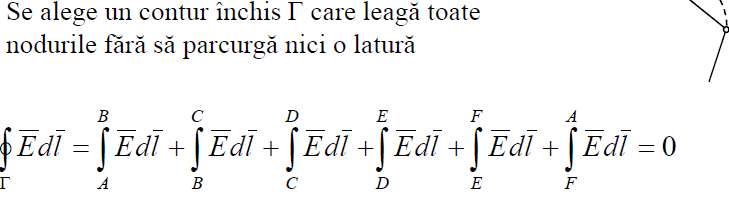 Se alege un contur închis Γ care leagă toate
nodurile fără să parcurgă nici o latură
∮_Γ E̅dl̅ = ∫_A^B E̅dl̅ + ∫_B^C E̅dl̅ + ∫_C^D E̅dl̅ + ∫_D^E E̅dl̅ + ∫_E^F E̅dl̅ + ∫_F^A E̅dl̅ = 0